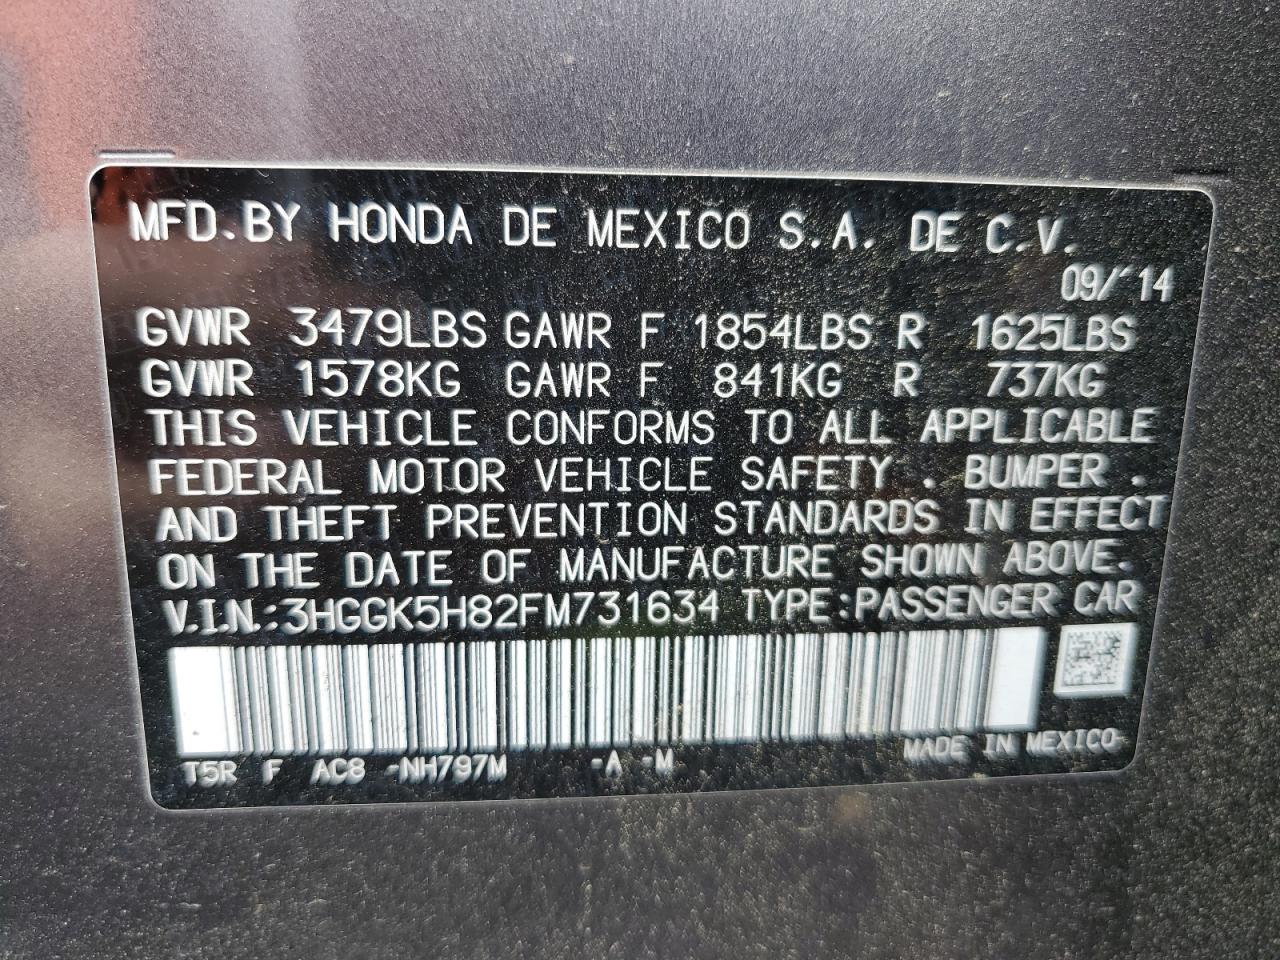 MFD.BY HONDA DE MEXICO S.A. DE C.V.
09/14
GVWR 3479LBS GAWR F 1854LBS R 1625LBS
GVWR 1578KG GAWR F 841KG R 737KG
THIS VEHICLE CONFORMS TO ALL APPLICABLE
FEDERAL MOTOR VEHICLE SAFETY , BUMPER ,
AND THEFT PREVENTION STANDARDS IN EFFECT
ON THE DATE OF MANUFACTURE SHOWN ABOVE.
V.I.N.:3HGGK5H82FM731634 TYPE:PASSENGER CAR
T5R F AC8 -NH797M -A -M MADE IN MEXICO